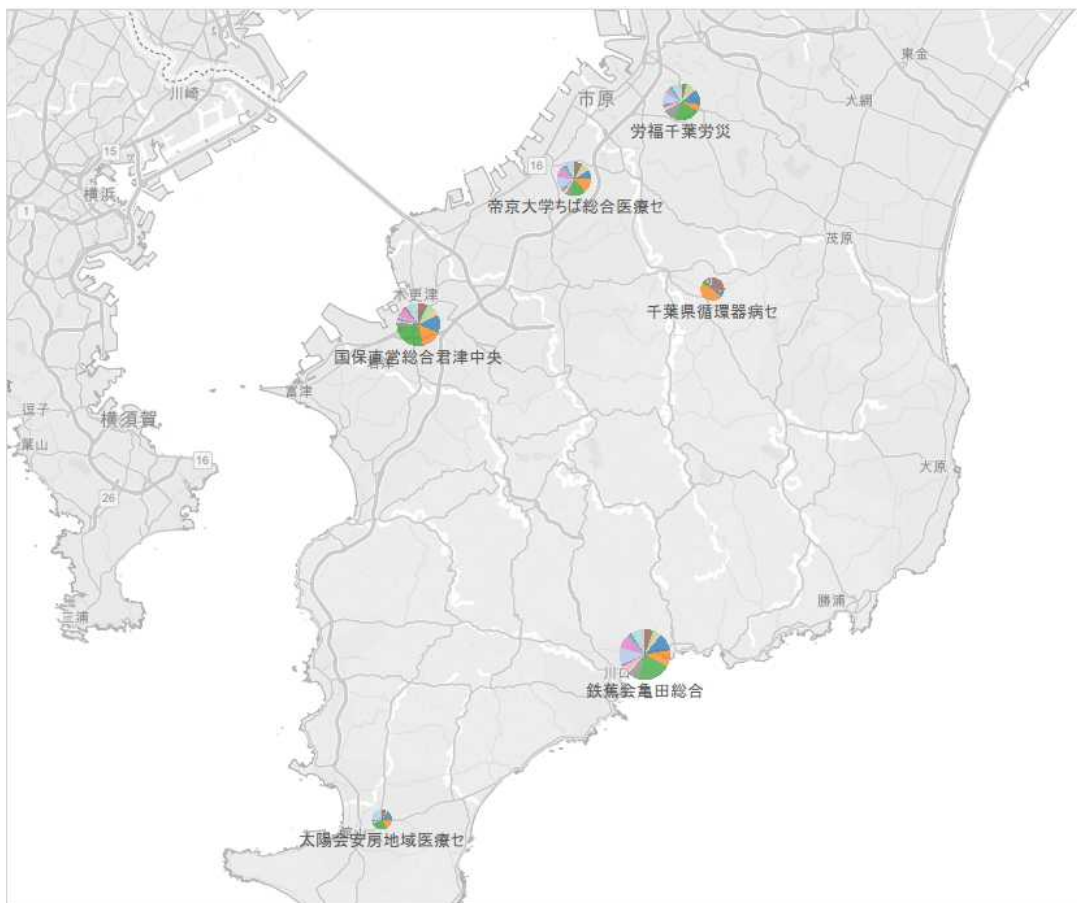 東金
川崎
市原
大網
労福千葉労災
15
16
横浜
帝京大学ちば総合医療セ
1
茂原
木更津
千葉県循環器病セ
国保直営総合君津中央
富津
逗子
横須賀
葉山
16
大原
26
勝浦
三浦
鉄蕉会亀田総合
太陽会安房地域医療セ